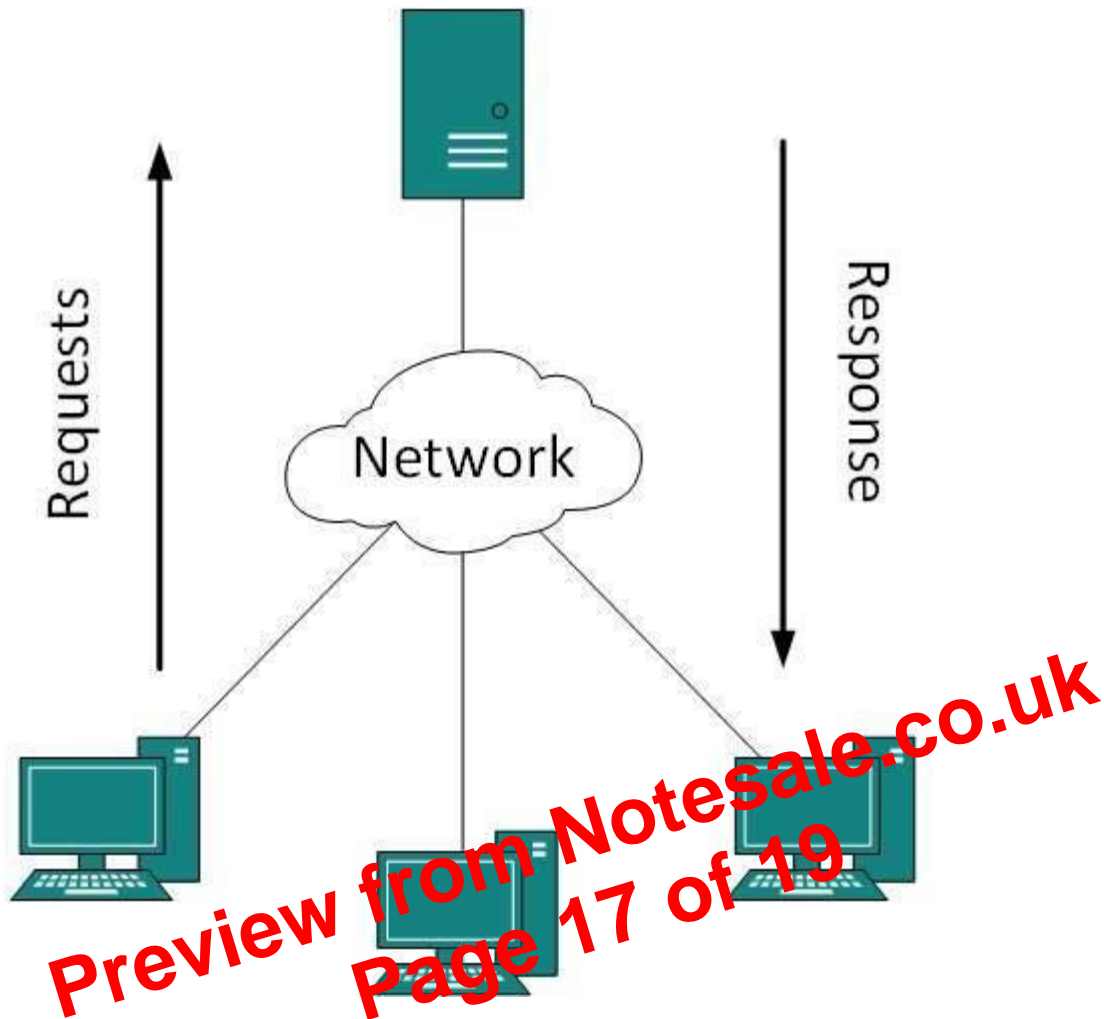 Requests
Response
Network
Preview from Notesale.co.uk
Page 17 of 19